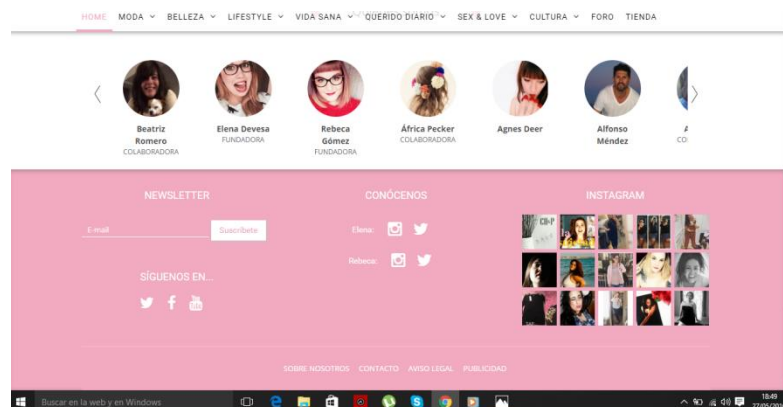 HOME MODA BELLEZA LIFESTYLE VIDA SANA QUERIDO DIARIO SEX & LOVE CULTURA FORO TIENDA
Beatriz Romero
COLABORADORA
Elena Devesa
FUNDADORA
Rebeca Gómez
FUNDADORA
África Pecker
COLABORADORA
Agnes Deer
Alfonso Méndez
NEWSLETTER
E-mail
Suscríbete
SÍGUENOS EN...
CONÓCENOS
Elena:
Rebeca:
INSTAGRAM
SOBRE NOSOTROS CONTACTO AVISO LEGAL PUBLICIDAD
Buscar en la web y en Windows
18:49